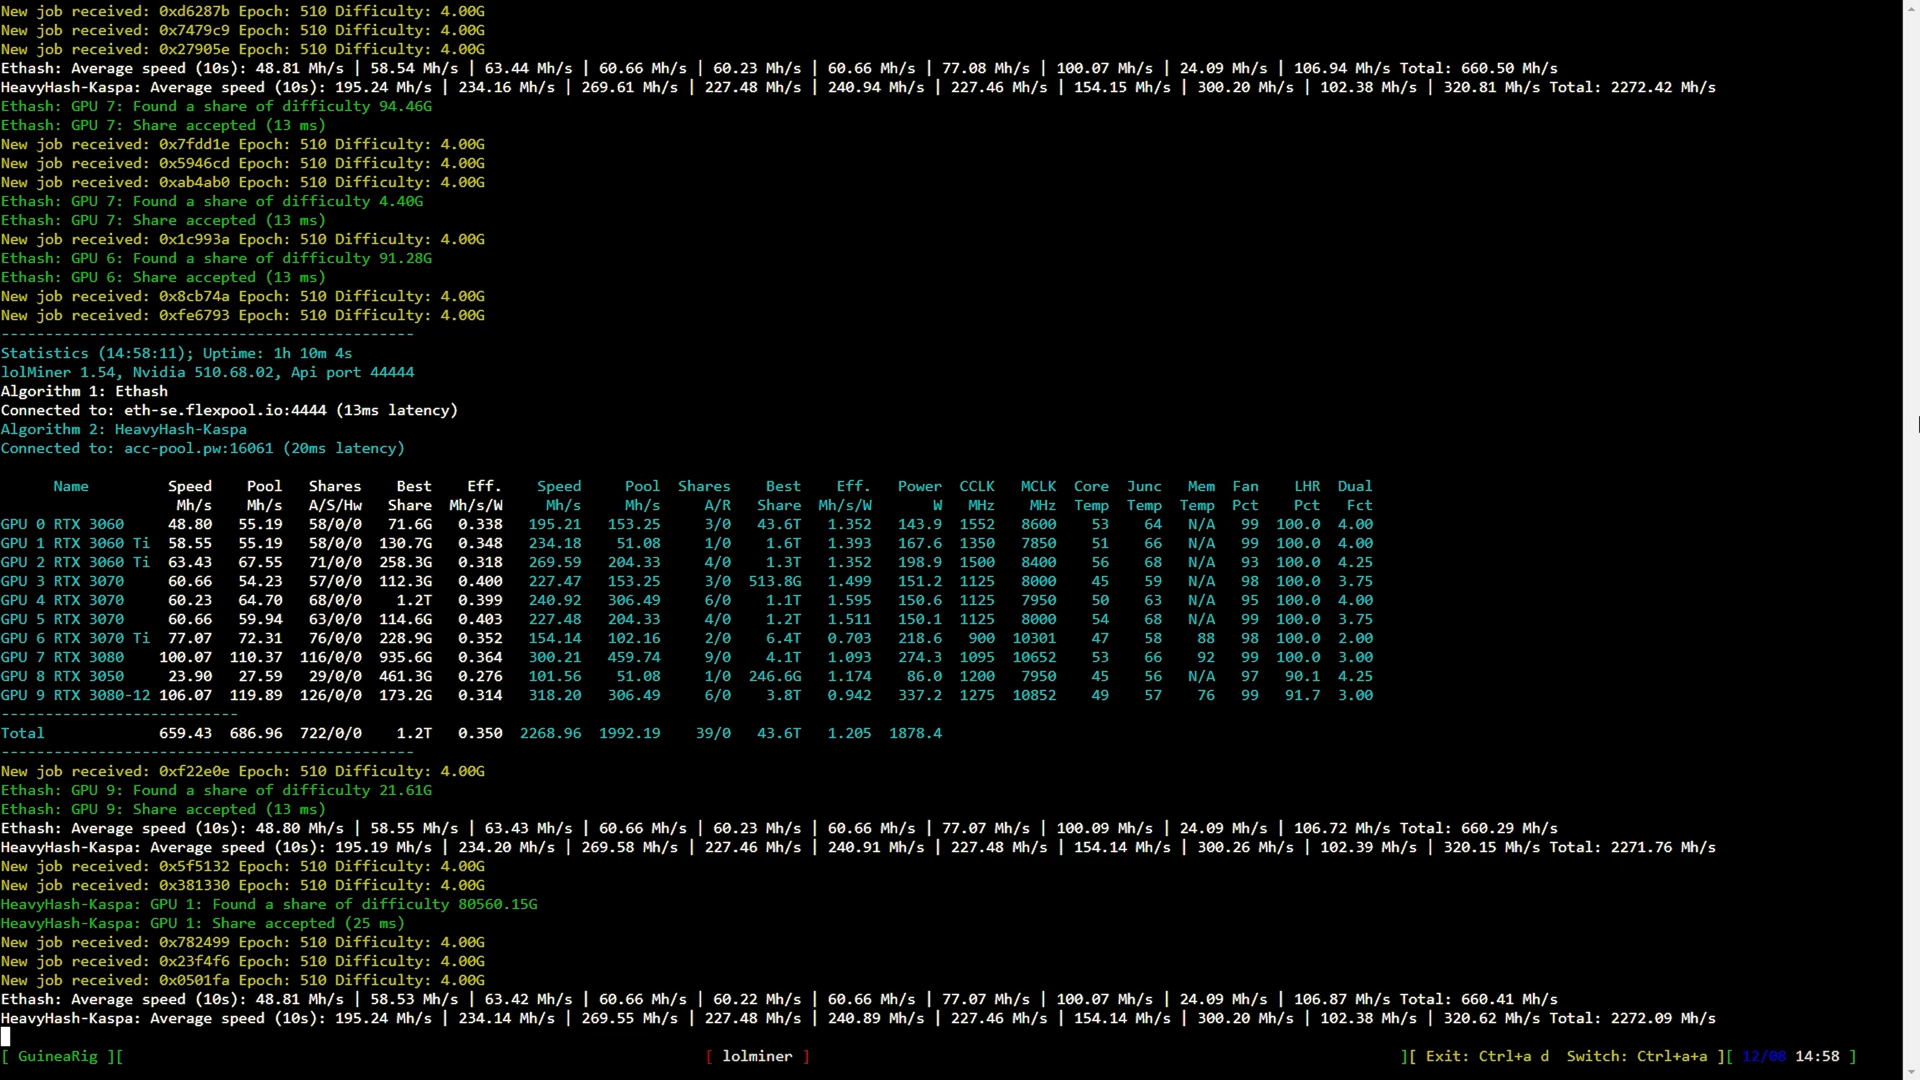 New job received: 0xd6287b Epoch: 510 Difficulty: 4.00G
New job received: 0x7479c9 Epoch: 510 Difficulty: 4.00G
New job received: 0x27905e Epoch: 510 Difficulty: 4.00G
Ethash: Average speed (10s): 48.81 Mh/s | 58.54 Mh/s | 63.44 Mh/s | 60.66 Mh/s | 60.23 Mh/s | 60.66 Mh/s | 77.08 Mh/s | 100.07 Mh/s | 24.09 Mh/s | 106.94 Mh/s Total: 660.50 Mh/s
HeavyHash-Kaspa: Average speed (10s): 195.24 Mh/s | 234.16 Mh/s | 269.61 Mh/s | 227.48 Mh/s | 240.94 Mh/s | 227.46 Mh/s | 154.15 Mh/s | 300.20 Mh/s | 102.38 Mh/s | 320.81 Mh/s Total: 2272.42 Mh/s
Ethash: GPU 7: Found a share of difficulty 94.46G
Ethash: GPU 7: Share accepted (13 ms)
New job received: 0x7fdd1e Epoch: 510 Difficulty: 4.00G
New job received: 0x5946cd Epoch: 510 Difficulty: 4.00G
New job received: 0xab4ab0 Epoch: 510 Difficulty: 4.00G
Ethash: GPU 7: Found a share of difficulty 4.40G
Ethash: GPU 7: Share accepted (13 ms)
New job received: 0x1c993a Epoch: 510 Difficulty: 4.00G
Ethash: GPU 6: Found a share of difficulty 91.28G
Ethash: GPU 6: Share accepted (13 ms)
New job received: 0x8cb74a Epoch: 510 Difficulty: 4.00G
New job received: 0xfe6793 Epoch: 510 Difficulty: 4.00G
-----------------------------------------------
Statistics (14:58:11); Uptime: 1h 10m 4s
lolMiner 1.54, Nvidia 510.68.02, Api port 44444
Algorithm 1: Ethash
Connected to: eth-se.flexpool.io:4444 (13ms latency)
Algorithm 2: HeavyHash-Kaspa
Connected to: acc-pool.pw:16061 (20ms latency)
Name Speed Pool Shares Best Eff. Speed Pool Shares Best Eff. Power CCLK MCLK Core Junc Mem Fan LHR Dual
Mh/s Mh/s A/S/Hw Share Mh/s/W Mh/s Mh/s A/R Share Mh/s/W W MHz MHz Temp Temp Temp Pct Pct Fct
GPU 0 RTX 3060 48.80 55.19 58/0/0 71.6G 0.338 195.21 153.25 3/0 43.6T 1.352 143.9 1552 8600 53 64 N/A 99 100.0 4.00
GPU 1 RTX 3060 Ti 58.55 55.19 58/0/0 130.7G 0.348 234.18 51.08 1/0 1.6T 1.393 167.6 1350 7850 51 66 N/A 99 100.0 4.00
GPU 2 RTX 3060 Ti 63.43 67.55 71/0/0 258.3G 0.318 269.59 204.33 4/0 1.3T 1.352 198.9 1500 8400 56 68 N/A 93 100.0 4.25
GPU 3 RTX 3070 60.66 54.23 57/0/0 112.3G 0.400 227.47 153.25 3/0 513.8G 1.499 151.2 1125 8000 45 59 N/A 98 100.0 3.75
GPU 4 RTX 3070 60.23 64.70 68/0/0 1.2T 0.399 240.92 306.49 6/0 1.1T 1.595 150.6 1125 7950 50 63 N/A 95 100.0 4.00
GPU 5 RTX 3070 60.66 59.94 63/0/0 114.6G 0.403 227.48 204.33 4/0 1.2T 1.511 150.1 1125 8000 54 68 N/A 99 100.0 3.75
GPU 6 RTX 3070 Ti 77.07 72.31 76/0/0 228.9G 0.352 154.14 102.16 2/0 6.4T 0.703 218.6 900 10301 47 58 88 98 100.0 2.00
GPU 7 RTX 3080 100.07 110.37 116/0/0 935.6G 0.364 300.21 459.74 9/0 4.1T 1.093 274.3 1095 10652 53 66 92 99 100.0 3.00
GPU 8 RTX 3050 23.90 27.59 29/0/0 461.3G 0.276 101.56 51.08 1/0 246.6G 1.174 86.0 1200 7950 45 56 N/A 97 90.1 4.25
GPU 9 RTX 3080-12 106.07 119.89 126/0/0 173.2G 0.314 318.20 306.49 6/0 3.8T 0.942 337.2 1275 10852 49 57 76 99 91.7 3.00
---------------------------
Total 659.43 686.96 722/0/0 1.2T 0.350 2268.96 1992.19 39/0 43.6T 1.205 1878.4
-----------------------------------------------
New job received: 0xf22e0e Epoch: 510 Difficulty: 4.00G
Ethash: GPU 9: Found a share of difficulty 21.61G
Ethash: GPU 9: Share accepted (13 ms)
Ethash: Average speed (10s): 48.80 Mh/s | 58.55 Mh/s | 63.43 Mh/s | 60.66 Mh/s | 60.23 Mh/s | 60.66 Mh/s | 77.07 Mh/s | 100.09 Mh/s | 24.09 Mh/s | 106.72 Mh/s Total: 660.29 Mh/s
HeavyHash-Kaspa: Average speed (10s): 195.19 Mh/s | 234.20 Mh/s | 269.58 Mh/s | 227.46 Mh/s | 240.91 Mh/s | 227.48 Mh/s | 154.14 Mh/s | 300.26 Mh/s | 102.39 Mh/s | 320.15 Mh/s Total: 2271.76 Mh/s
New job received: 0x5f5132 Epoch: 510 Difficulty: 4.00G
New job received: 0x381330 Epoch: 510 Difficulty: 4.00G
HeavyHash-Kaspa: GPU 1: Found a share of difficulty 80560.15G
HeavyHash-Kaspa: GPU 1: Share accepted (25 ms)
New job received: 0x782499 Epoch: 510 Difficulty: 4.00G
New job received: 0x23f4f6 Epoch: 510 Difficulty: 4.00G
New job received: 0x0501fa Epoch: 510 Difficulty: 4.00G
Ethash: Average speed (10s): 48.81 Mh/s | 58.53 Mh/s | 63.42 Mh/s | 60.66 Mh/s | 60.22 Mh/s | 60.66 Mh/s | 77.07 Mh/s | 100.07 Mh/s | 24.09 Mh/s | 106.87 Mh/s Total: 660.41 Mh/s
HeavyHash-Kaspa: Average speed (10s): 195.24 Mh/s | 234.14 Mh/s | 269.55 Mh/s | 227.48 Mh/s | 240.89 Mh/s | 227.46 Mh/s | 154.14 Mh/s | 300.20 Mh/s | 102.38 Mh/s | 320.62 Mh/s Total: 2272.09 Mh/s
[ GuineaRig ][ [ lolminer ] ][ Exit: Ctrl+a d Switch: Ctrl+a+a ][ 12/08 14:58 ]